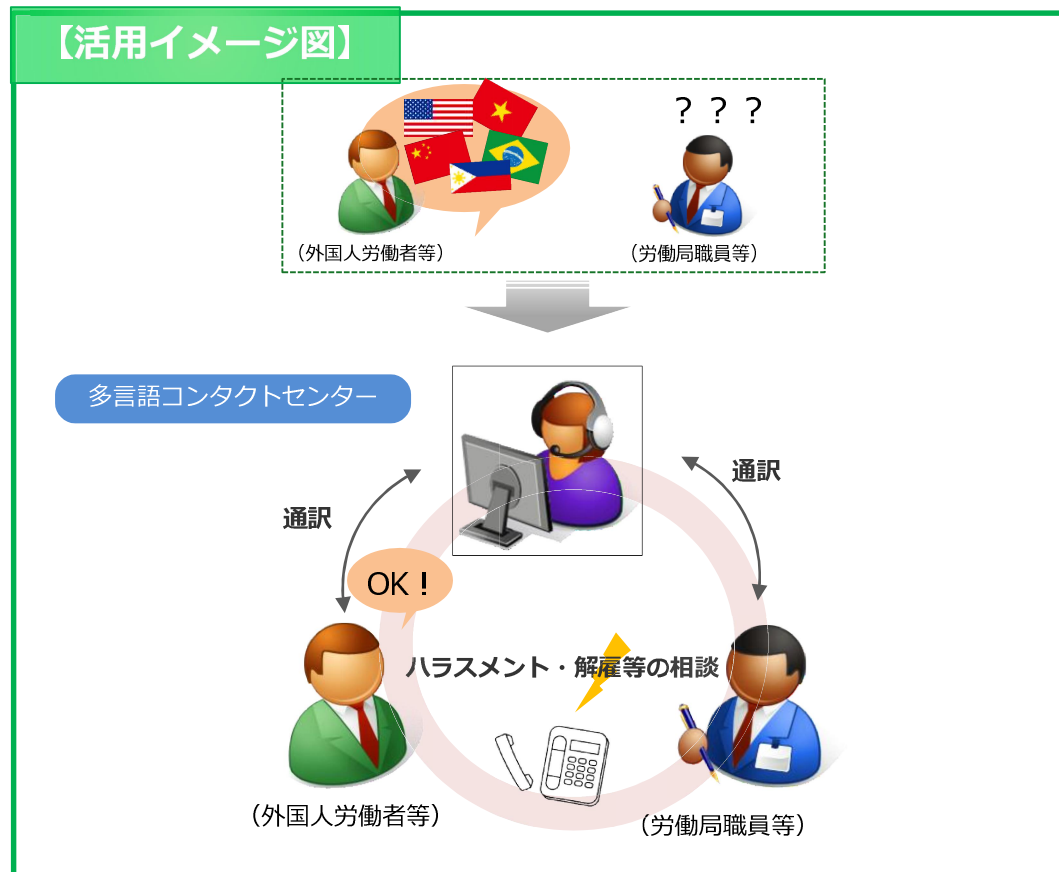 【活用イメージ図】
？？？
（外国人労働者等）
（労働局職員等）
多言語コンタクトセンター
通訳
通訳
OK！
ハラスメント・解雇等の相談
（外国人労働者等）
（労働局職員等）